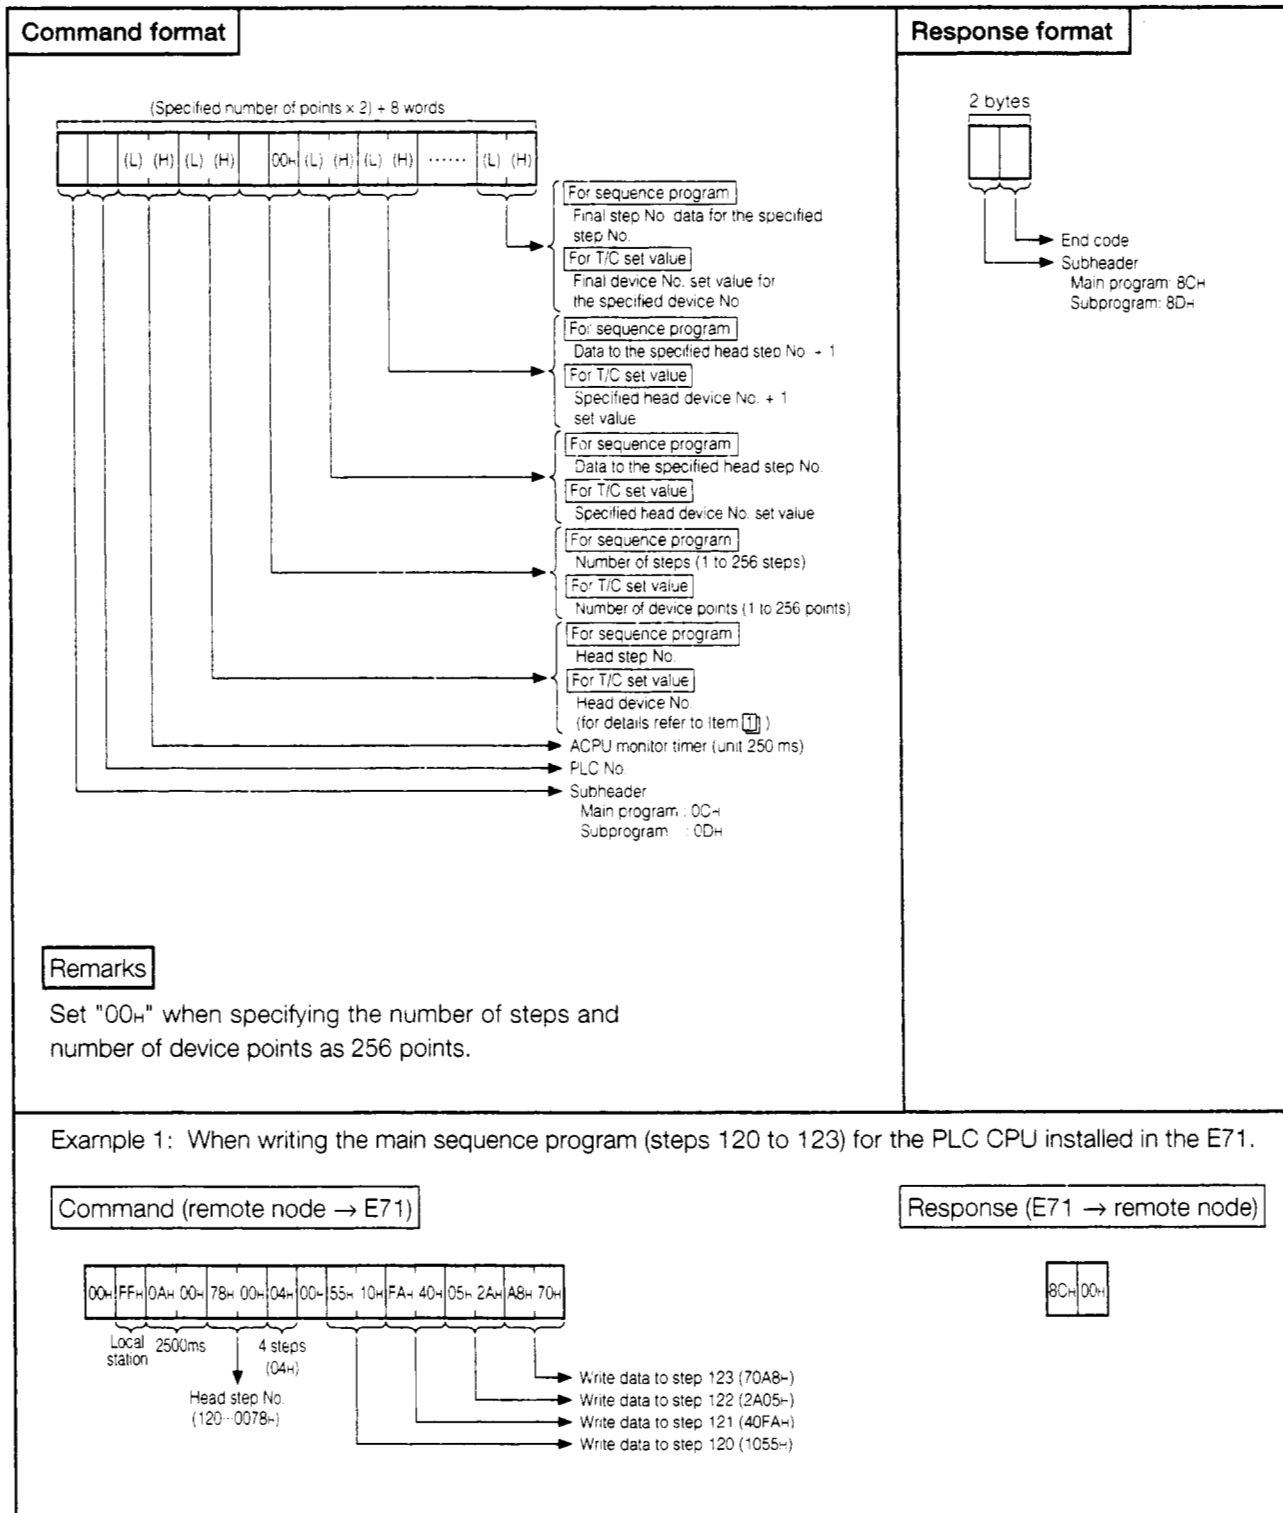 Command format
Response format
(Specified number of points × 2) + 8 words
(L) (H) (L) (H) 00H (L) (H) (L) (H) ······ (L) (H)
For sequence program
Final step No. data for the specified
step No.
For T/C set value
Final device No. set value for
the specified device No.
For sequence program
Data to the specified head step No. + 1
For T/C set value
Specified head device No. + 1
set value
For sequence program
Data to the specified head step No.
For T/C set value
Specified head device No. set value
For sequence program
Number of steps (1 to 256 steps)
For T/C set value
Number of device points (1 to 256 points)
For sequence program
Head step No.
For T/C set value
Head device No.
(for details refer to Item 1)
ACPU monitor timer (unit 250 ms)
PLC No.
Subheader
Main program : 0CH
Subprogram : 0DH
2 bytes
End code
Subheader
Main program: 8CH
Subprogram: 8DH
Remarks
Set "00H" when specifying the number of steps and
number of device points as 256 points.
Example 1: When writing the main sequence program (steps 120 to 123) for the PLC CPU installed in the E71.
Command (remote node → E71)
Response (E71 → remote node)
00H FFH 0AH 00H 78H 00H 04H 00H 55H 10H FAH 40H 05H 2AH A8H 70H
8CH 00H
Local
station
2500ms
4 steps
(04H)
Head step No.
(120···0078H)
Write data to step 123 (70A8H)
Write data to step 122 (2A05H)
Write data to step 121 (40FAH)
Write data to step 120 (1055H)